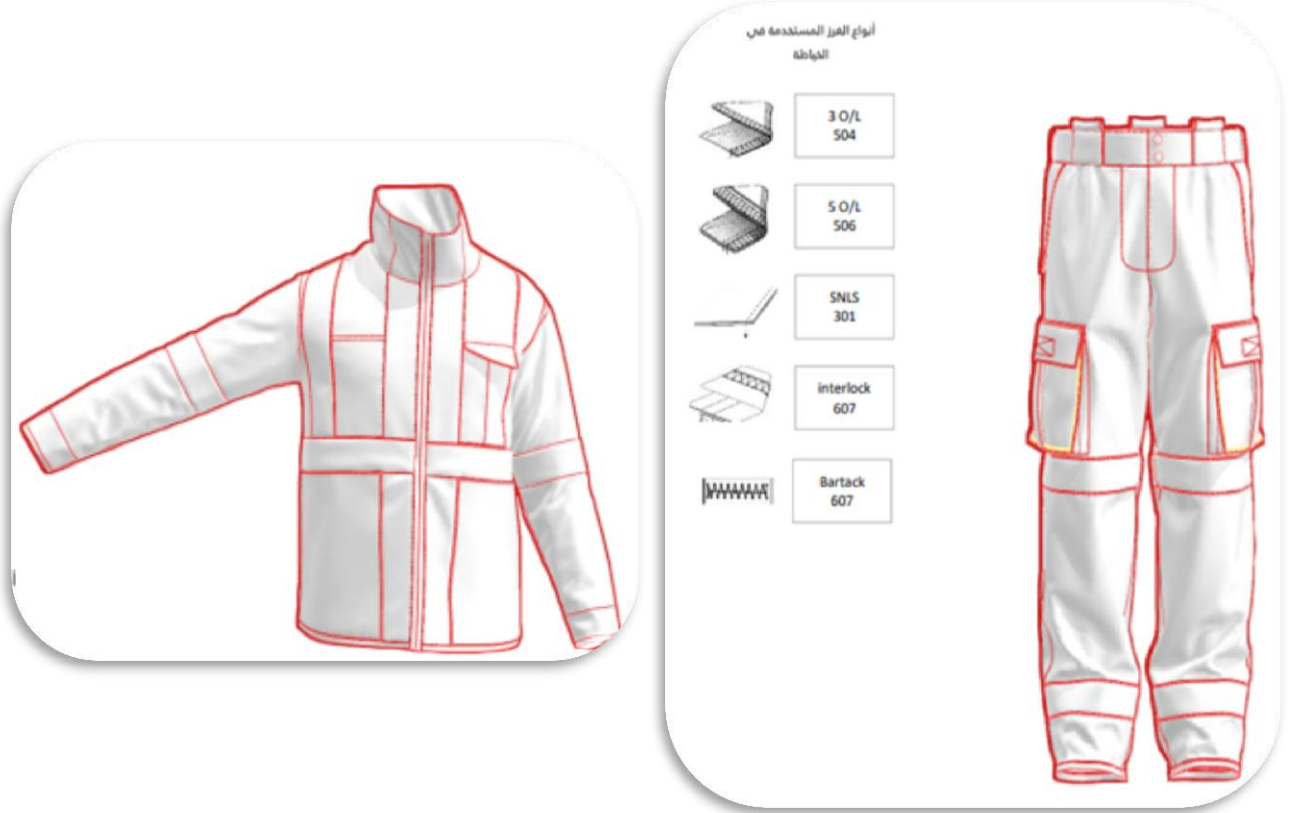 أنواع الغرز المستخدمة في
الخياطة
3 O/L
504
5 O/L
506
SNLS
301
interlock
607
Bartack
607